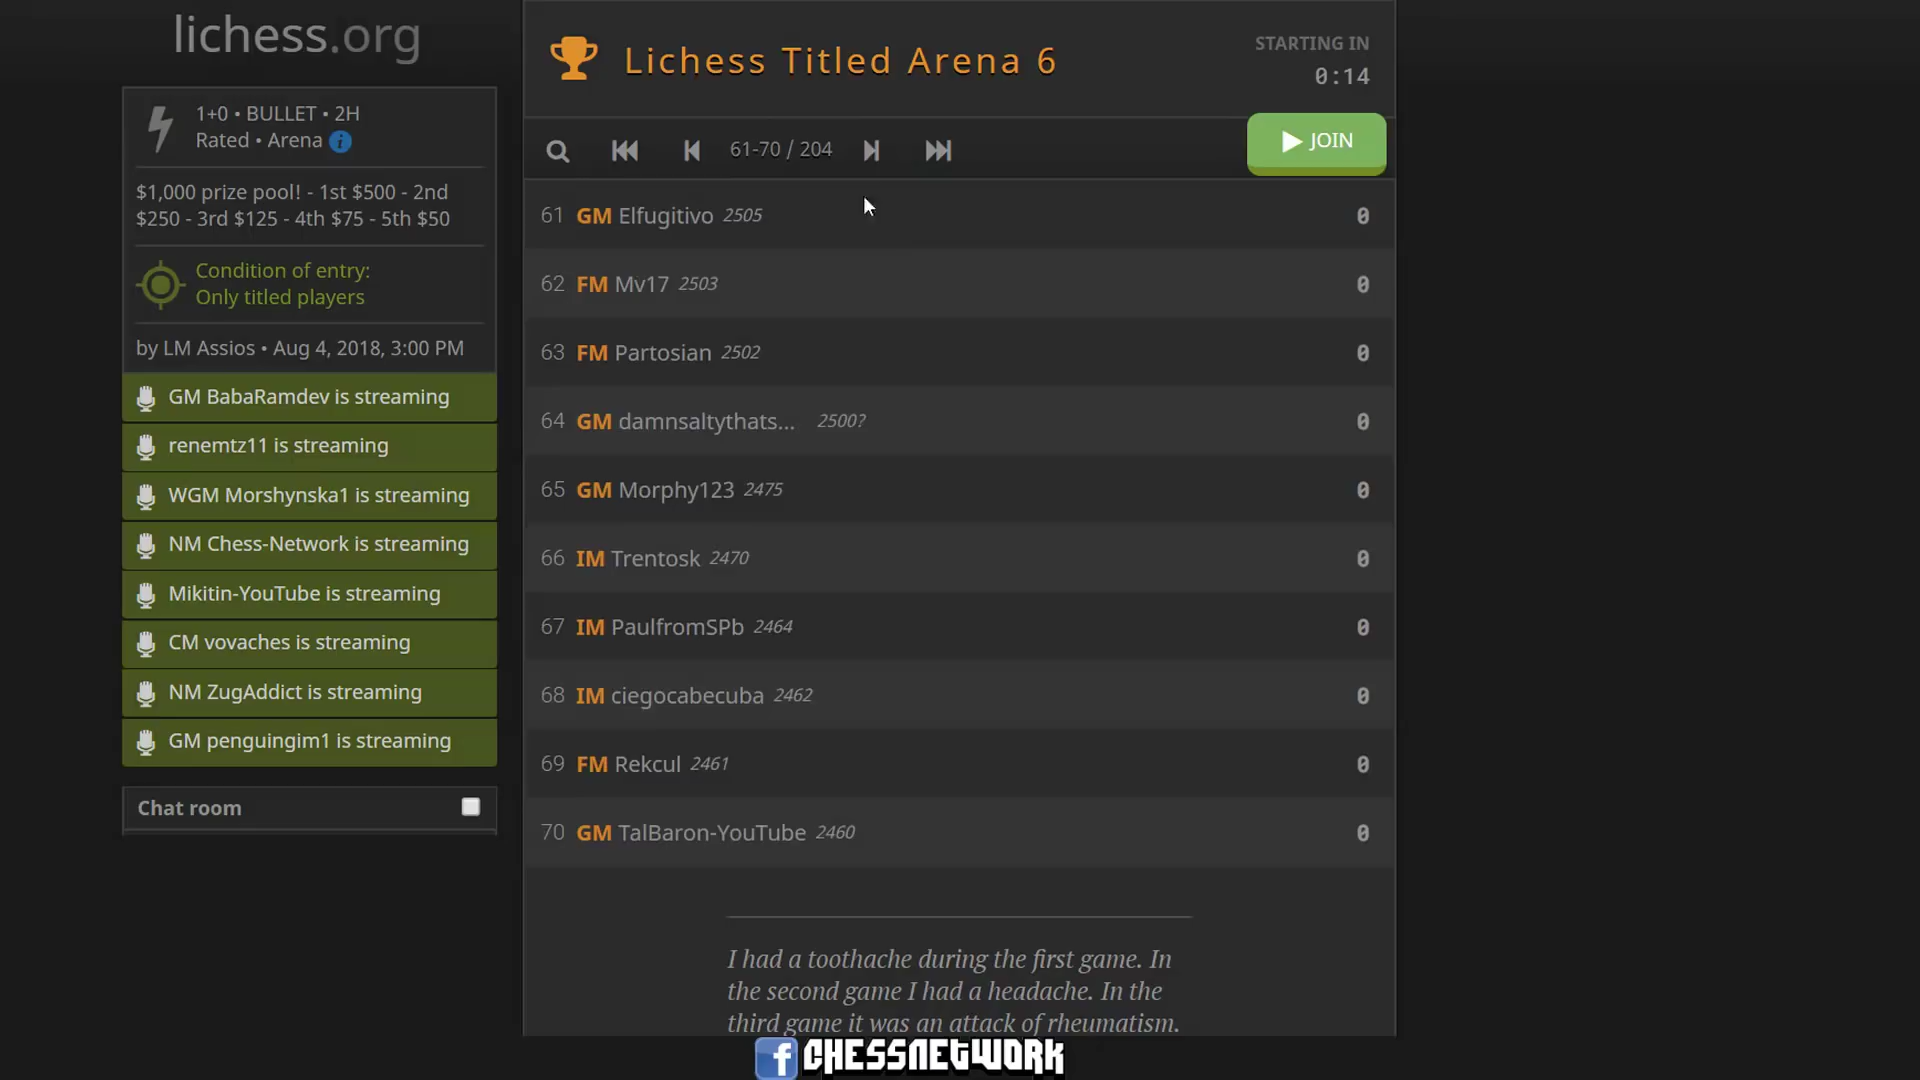 lichess.org
1+0 • BULLET • 2H
Rated • Arena i
$1,000 prize pool! - 1st $500 - 2nd
$250 - 3rd $125 - 4th $75 - 5th $50
Condition of entry:
Only titled players
by LM Assios • Aug 4, 2018, 3:00 PM
GM BabaRamdev is streaming
renemtz11 is streaming
WGM Morshynska1 is streaming
NM Chess-Network is streaming
Mikitin-YouTube is streaming
CM vovaches is streaming
NM ZugAddict is streaming
GM penguingim1 is streaming
Chat room
Lichess Titled Arena 6
STARTING IN
0:14
61-70 / 204
JOIN
61 GM Elfugitivo 2505 0
62 FM Mv17 2503 0
63 FM Partosian 2502 0
64 GM damnsaltythats... 2500? 0
65 GM Morphy123 2475 0
66 IM Trentosk 2470 0
67 IM PaulfromSPb 2464 0
68 IM ciegocabecuba 2462 0
69 FM Rekcul 2461 0
70 GM TalBaron-YouTube 2460 0
I had a toothache during the first game. In
the second game I had a headache. In the
third game it was an attack of rheumatism.
f CHESSNETWORK